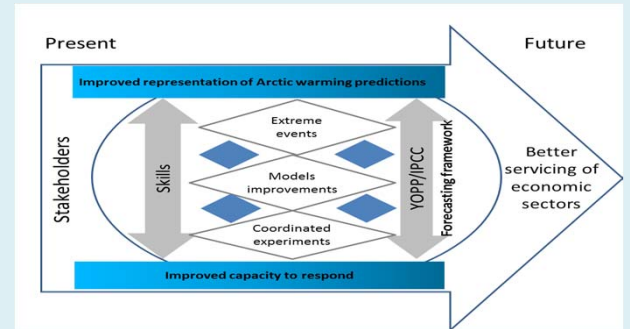 Present
Future
Improved representation of Arctic warming predictions
Stakeholders
Skills
Extreme
events
Models
improvements
Coordinated
experiments
YOPP/IPCC
Forecasting framework
Better
servicing of
economic
sectors
Improved capacity to respond